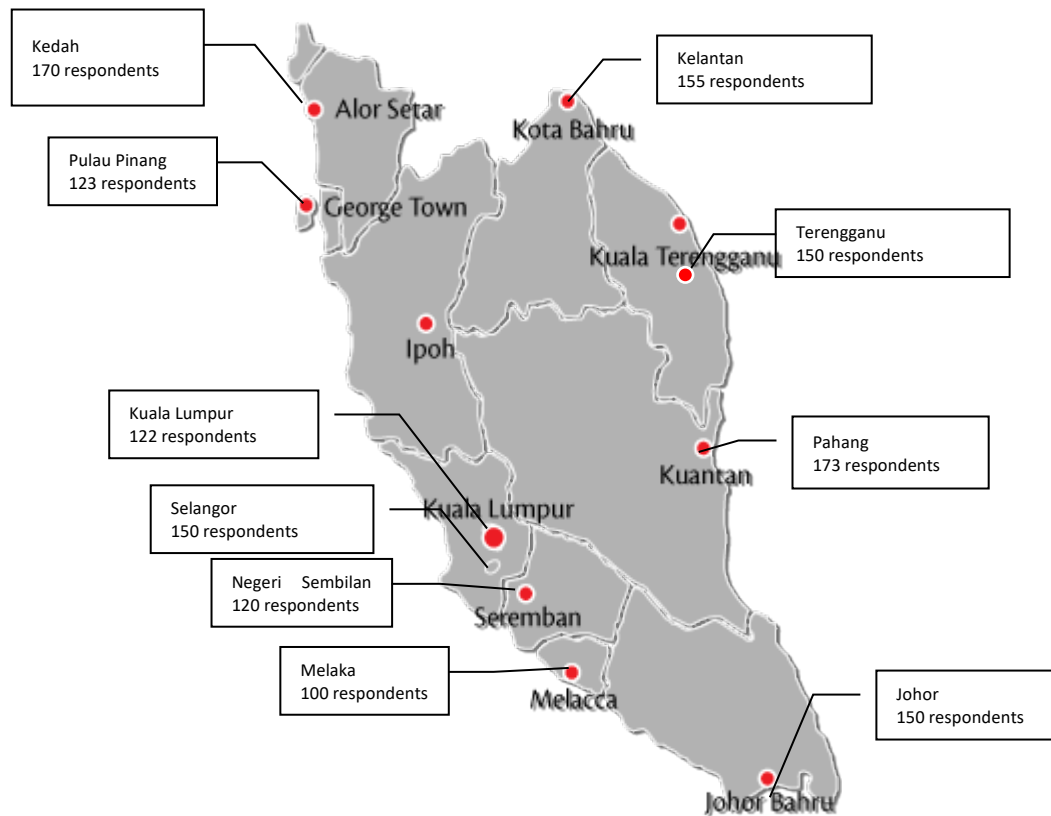 Kedah
170 respondents
Kelantan
155 respondents
Alor Setar
Kota Bahru
Pulau Pinang
123 respondents
George Town
Terengganu
150 respondents
Kuala Terengganu
Ipoh
Kuala Lumpur
122 respondents
Pahang
173 respondents
Kuantan
Selangor
150 respondents
Kuala Lumpur
Negeri Sembilan
120 respondents
Seremban
Melaka
100 respondents
Melacca
Johor
150 respondents
Johor Bahru